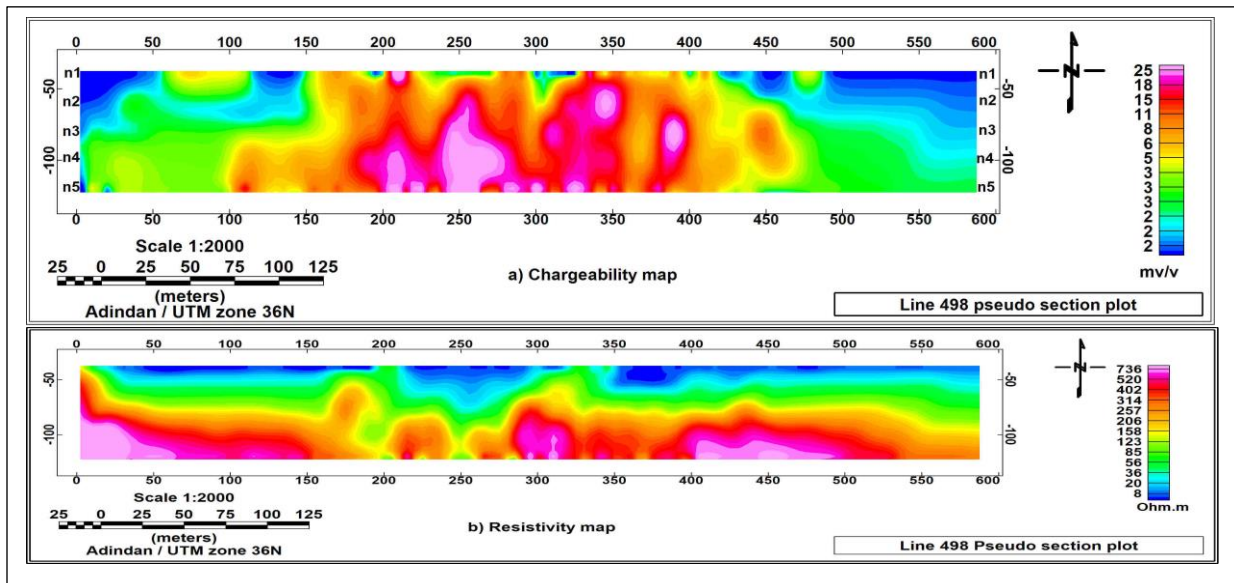 0 50 100 150 200 250 300 350 400 450 500 550 600
n1 n1
-50 -50
n2 n2
n3 n3
-100 n4 n4 -100
n5 n5
0 50 100 150 200 250 300 350 400 450 500 550 600
Z
25
18
15
11
8
6
5
4
3
3
2
2
2
mv/v
Scale 1:2000
25 0 25 50 75 100 125
(meters)
Adindan / UTM zone 36N
a) Chargeability map
Line 498 pseudo section plot
0 50 100 150 200 250 300 350 400 450 500 550 600
-50 -50
-100 -100
0 50 100 150 200 250 300 350 400 450 500 550 600
Z
736
520
402
314
257
206
158
123
85
56
36
20
8
Ohm.m
Scale 1:2000
25 0 25 50 75 100 125
(meters)
Adindan / UTM zone 36N
b) Resistivity map
Line 498 Pseudo section plot